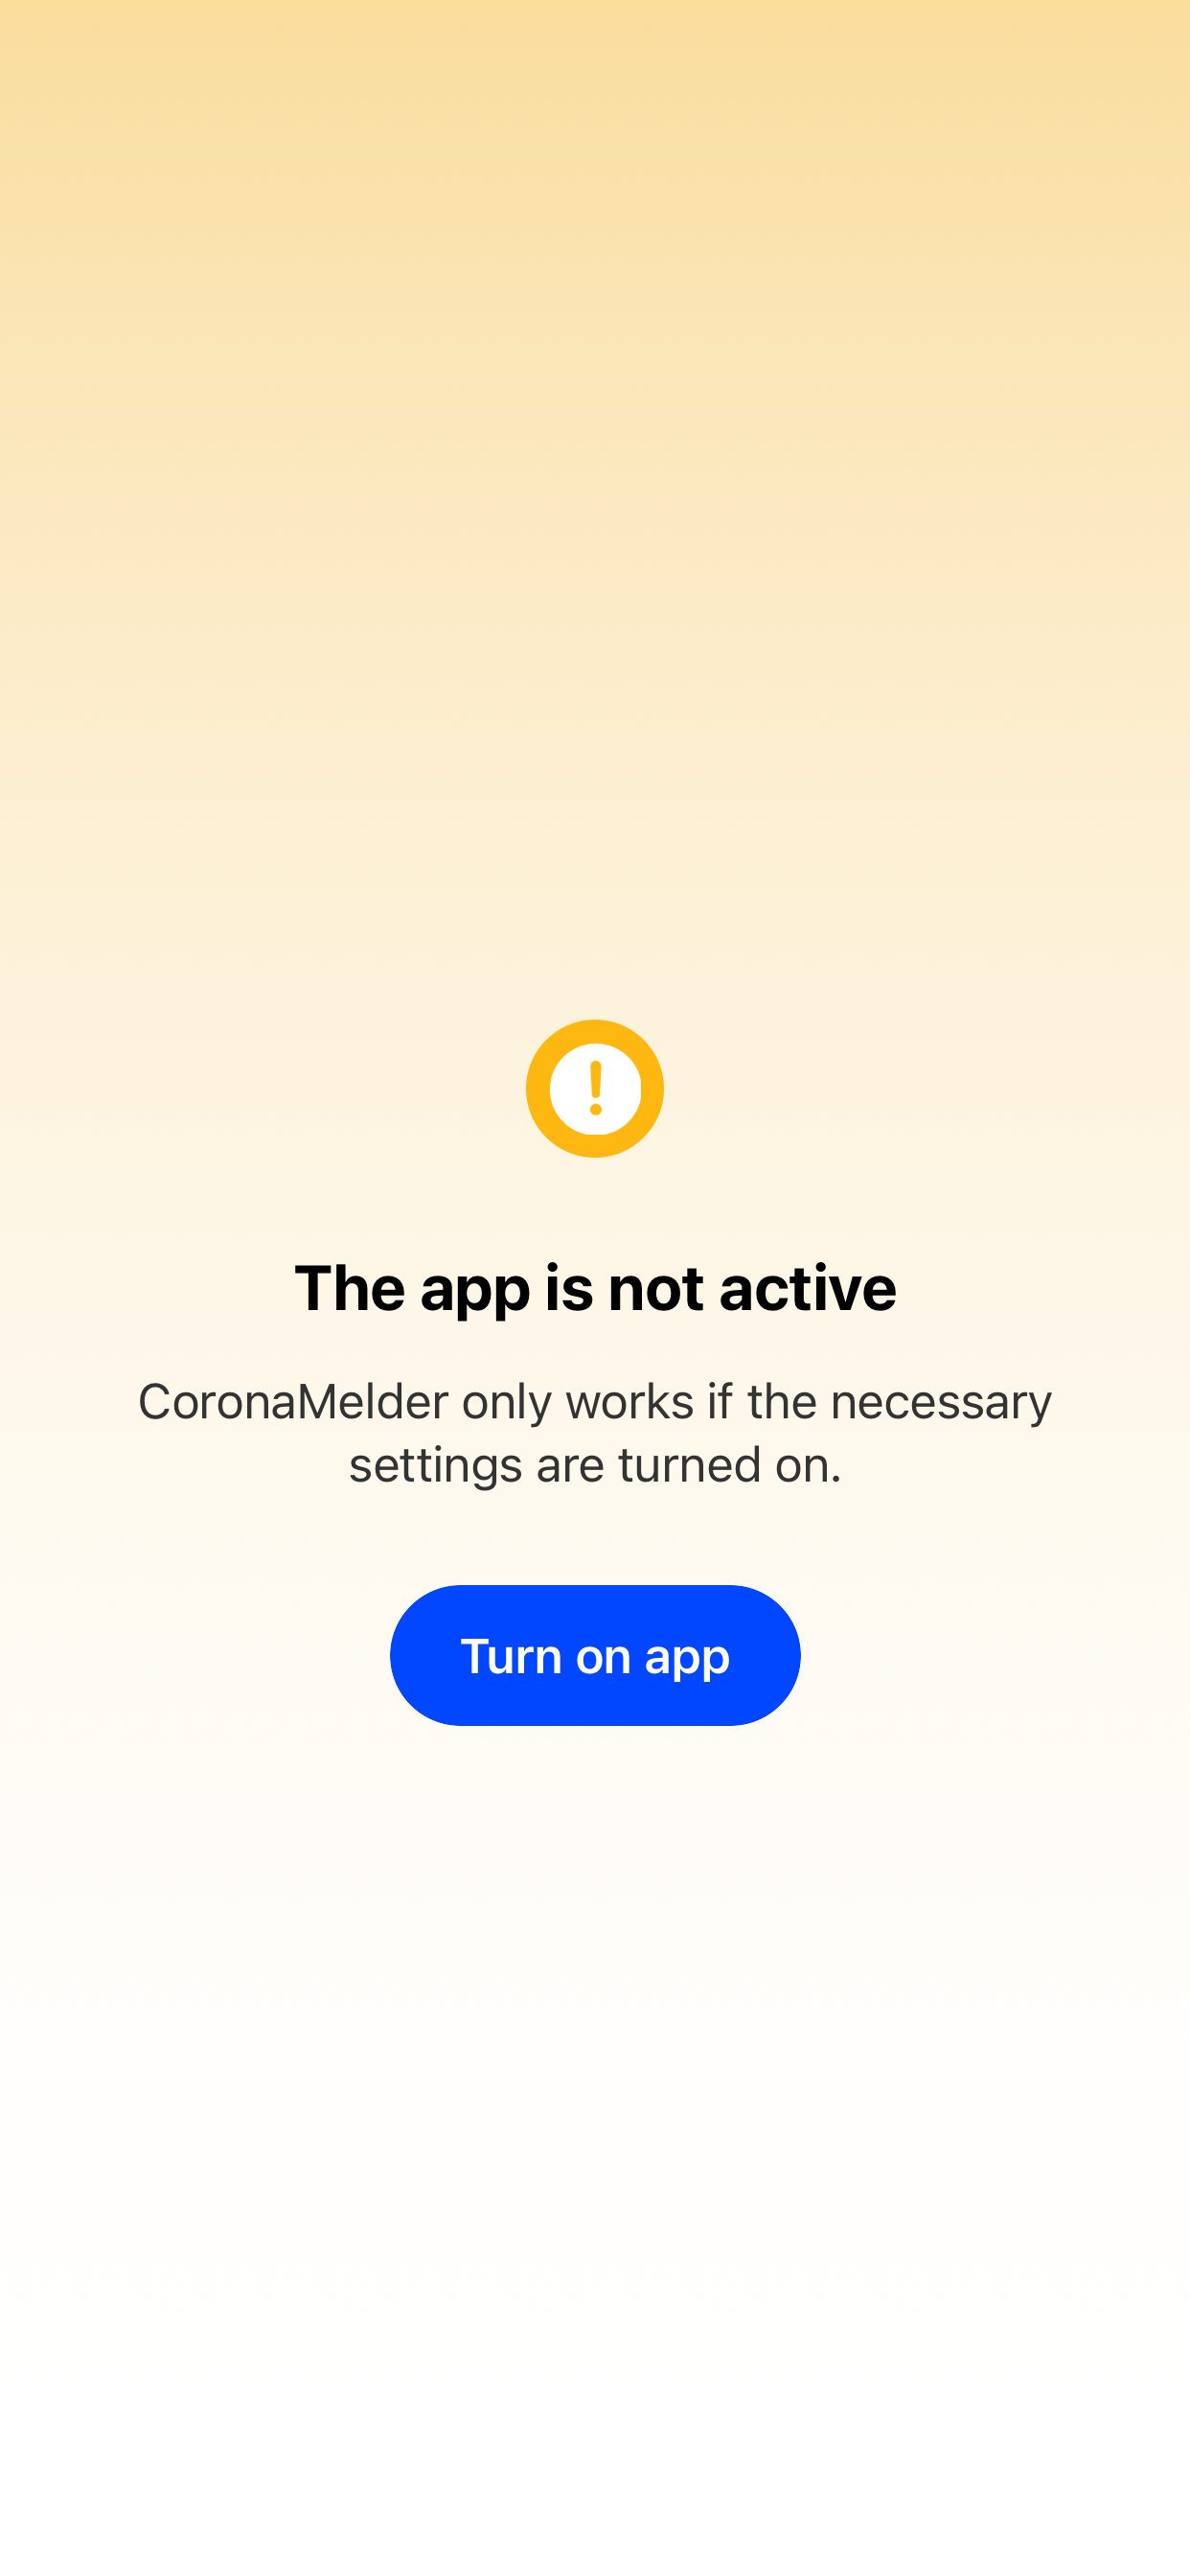 The app is not active
CoronaMelder only works if the necessary
settings are turned on.
Turn on app